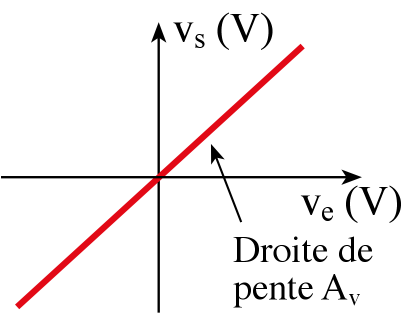 vs (V)
ve (V)
Droite de
pente Av